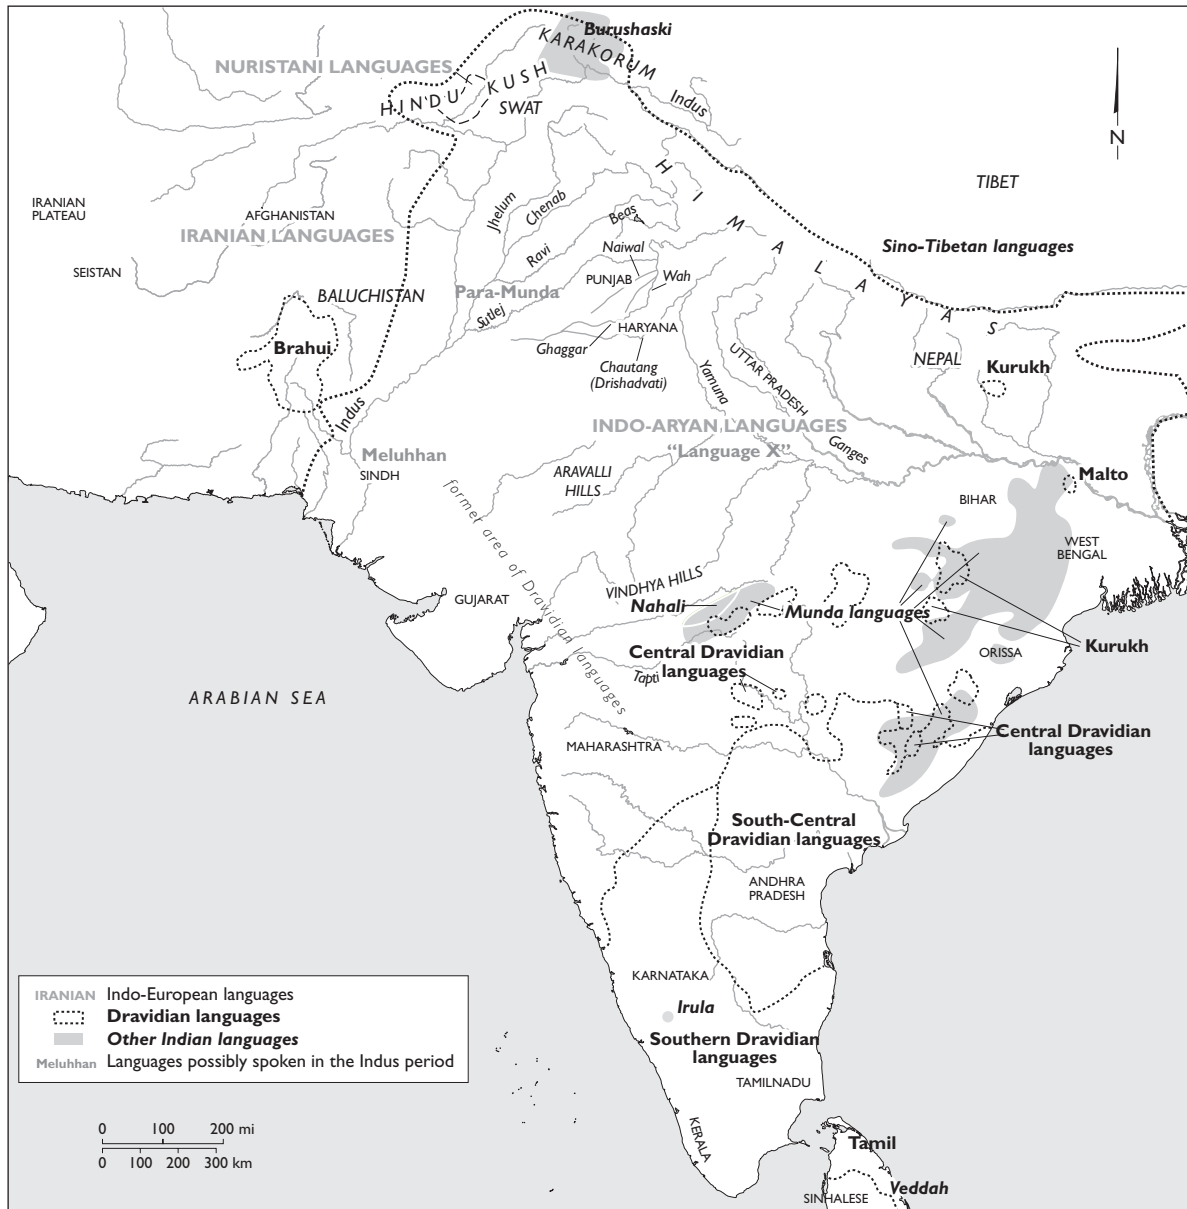 Burushaski
KARAKORUM
NURISTANI LANGUAGES
HINDU KUSH
SWAT
Indus
N
HIMALAYAS
TIBET
IRANIAN
PLATEAU
AFGHANISTAN
IRANIAN LANGUAGES
Jhelum
Chenab
Beas
Ravi
Naiwal
Sino-Tibetan languages
SEISTAN
PUNJAB
Wah
BALUCHISTAN
Para-Munda
Sutlej
HARYANA
Brahui
Ghaggar
Chautang
(Drishadvati)
Yamuna
UTTAR PRADESH
NEPAL
Kurukh
Indus
INDO-ARYAN LANGUAGES
“Language X”
Ganges
Meluhhan
SINDH
ARAVALLI
HILLS
Malto
BIHAR
former area of Dravidian languages
WEST
BENGAL
VINDHYA HILLS
GUJARAT
Nahali
Munda languages
Central Dravidian
languages
Tapti
ORISSA
Kurukh
ARABIAN SEA
MAHARASHTRA
Central Dravidian
languages
South-Central
Dravidian languages
ANDHRA
PRADESH
KARNATAKA
Irula
Southern Dravidian
languages
TAMILNADU
KERALA
Tamil
Veddah
SINHALESE
IRANIAN Indo-European languages
Dravidian languages
Other Indian languages
Meluhhan Languages possibly spoken in the Indus period
0 100 200 mi
0 100 200 300 km